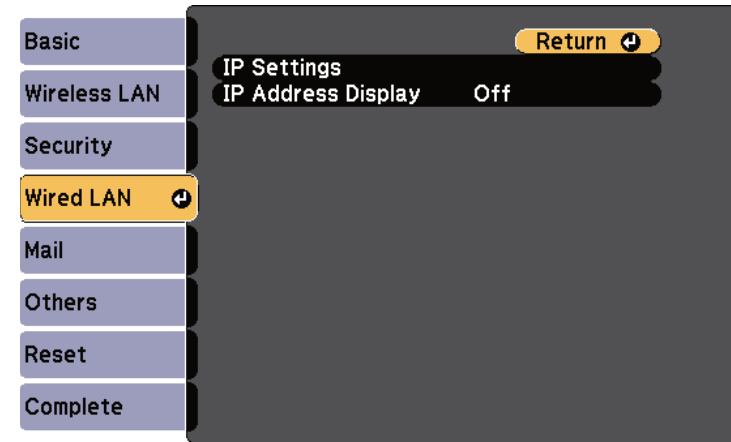 Basic
Wireless LAN
Security
Wired LAN
Mail
Others
Reset
Complete
Return
IP Settings
IP Address Display Off